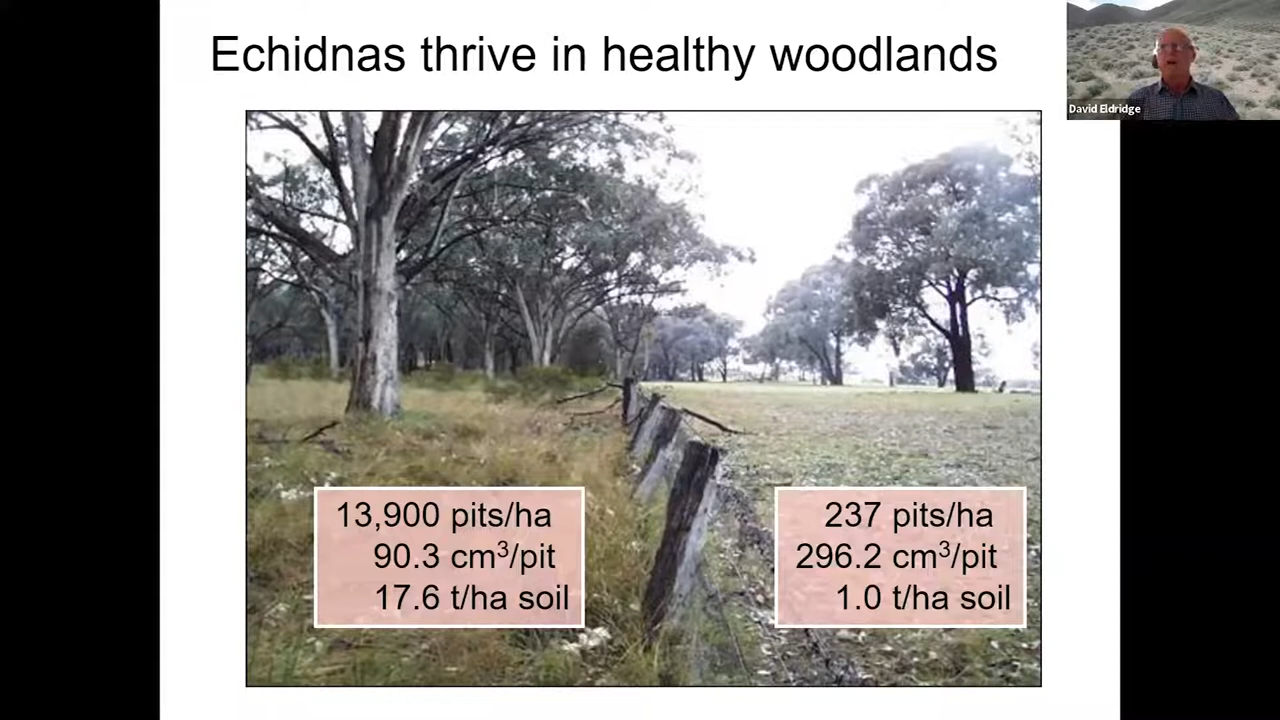 Echidnas thrive in healthy woodlands
David Eldridge
13,900 pits/ha
90.3 cm³/pit
17.6 t/ha soil
237 pits/ha
296.2 cm³/pit
1.0 t/ha soil